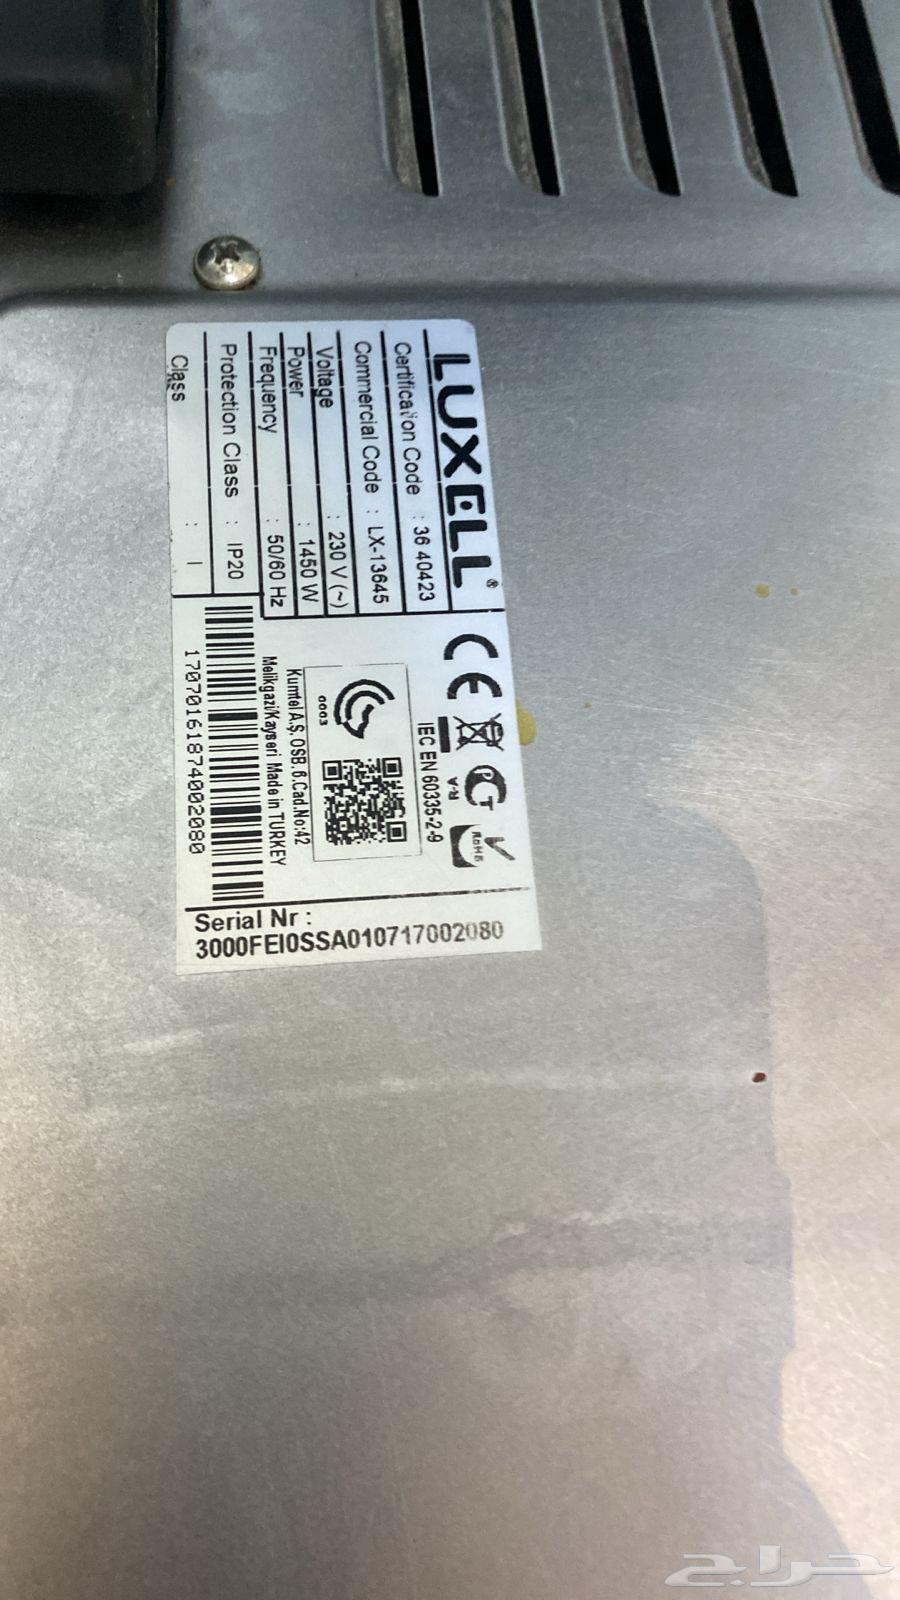 LUXELL®
Certification Code : 36 40423
Commercial Code : LX-13645
Voltage : 230 V (~)
Power : 1450 W
Frequency : 50/60 Hz
Protection Class : IP20
Class : I
CE
PG
RoHS
A-R
IEC EN 60335-2-9
0003
Kumtel A.Ş. OSB. 6.Cad.No:42
Melikgazi/Kayseri Made in TURKEY
17070161874002080
Serial Nr :
3000FEI0SSA010717002080
حراج